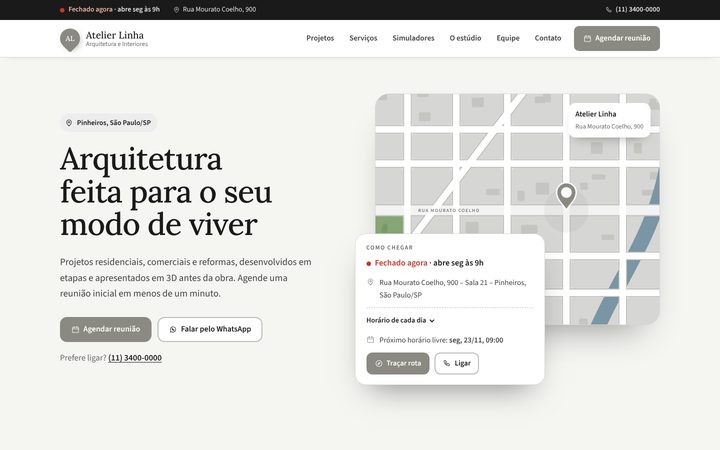 Fechado agora · abre seg às 9h
Rua Mourato Coelho, 900
(11) 3400-0000
AL
Atelier Linha
Arquitetura e Interiores
Projetos
Serviços
Simuladores
O estúdio
Equipe
Contato
Agendar reunião
Pinheiros, São Paulo/SP
Arquitetura
feita para o seu
modo de viver
Projetos residenciais, comerciais e reformas, desenvolvidos em
etapas e apresentados em 3D antes da obra. Agende uma
reunião inicial em menos de um minuto.
Agendar reunião
Falar pelo WhatsApp
Prefere ligar? (11) 3400-0000
Atelier Linha
Rua Mourato Coelho, 900
RUA MOURATO COELHO
COMO CHEGAR
Fechado agora · abre seg às 9h
Rua Mourato Coelho, 900 – Sala 21 – Pinheiros,
São Paulo/SP
Horário de cada dia
Próximo horário livre: seg, 23/11, 09:00
Traçar rota
Ligar